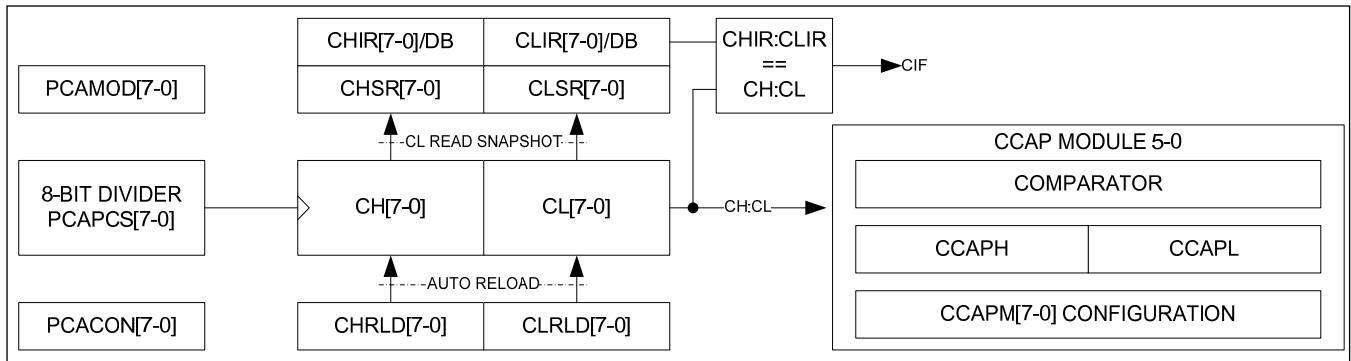 CHIR[7-0]/DB
CLIR[7-0]/DB
CHIR:CLIR
==
CH:CL
CIF
PCAMOD[7-0]
CHSR[7-0]
CLSR[7-0]
CL READ SNAPSHOT
8-BIT DIVIDER
PCAPCS[7-0]
CH[7-0]
CL[7-0]
CH:CL
AUTO RELOAD
PCACON[7-0]
CHRLD[7-0]
CLRLD[7-0]
CCAP MODULE 5-0
COMPARATOR
CCAPH
CCAPL
CCAPM[7-0] CONFIGURATION